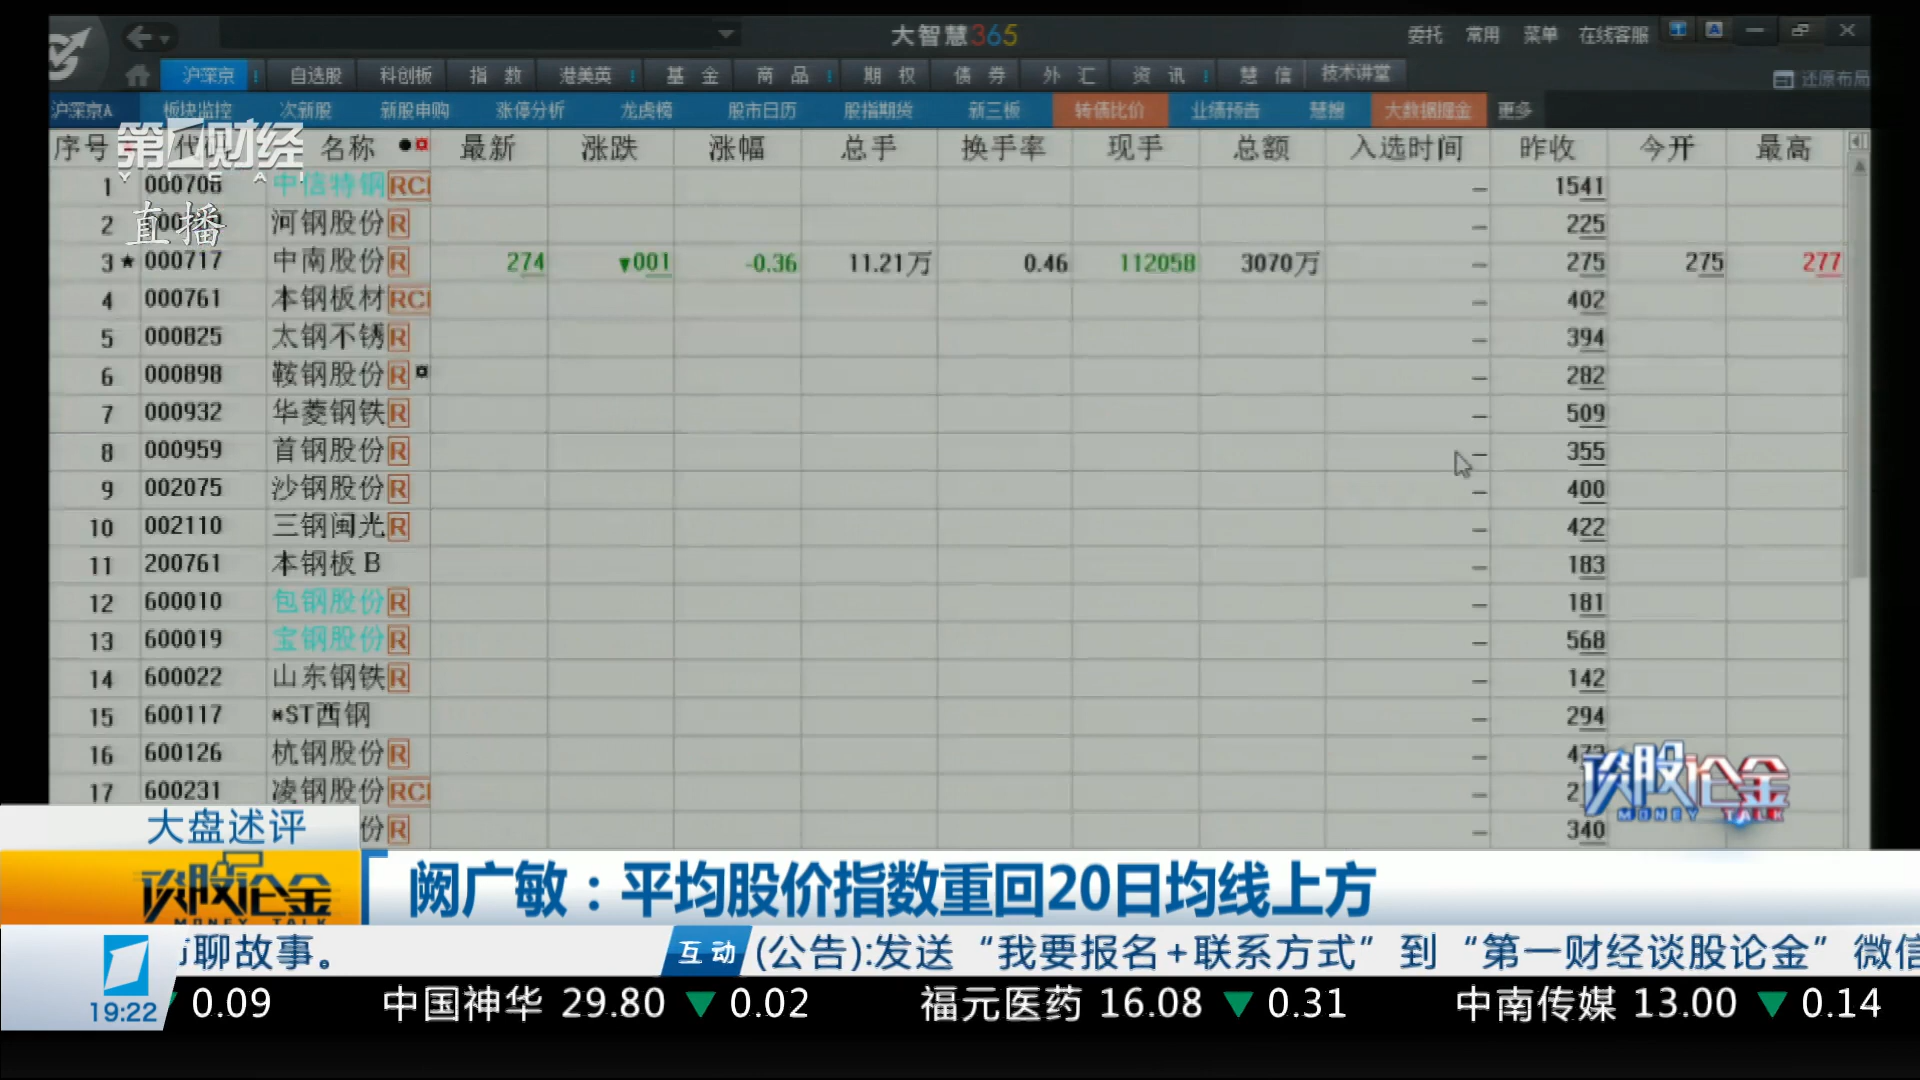 大智慧365 委托 常用 菜单 在线客服
沪深京 自选股 科创板 指数 港美英 基金 商品 期权 债券 外汇 资讯 慧信 技术讲堂 还原布局
沪深京A 板块监控 次新股 新股申购 涨停分析 龙虎榜 股市日历 股指期货 新三板 转债比价 业绩预告 慧搜 大数据掘金 更多
序号 代码 名称 最新 涨跌 涨幅 总手 换手率 现手 总额 入选时间 昨收 今开 最高
第一财经
YICAI
直播
1 000708 中信特钢 RC — 1541
2 河钢股份 R — 225
3★ 000717 中南股份 R 274 ▼001 -0.36 11.21万 0.46 112058 3070万 — 275 275 277
4 000761 本钢板材 RC — 402
5 000825 太钢不锈 R — 394
6 000898 鞍钢股份 R — 282
7 000932 华菱钢铁 R — 509
8 000959 首钢股份 R — 355
9 002075 沙钢股份 R — 400
10 002110 三钢闽光 R — 422
11 200761 本钢板B — 183
12 600010 包钢股份 R — 181
13 600019 宝钢股份 R — 568
14 600022 山东钢铁 R — 142
15 600117 *ST西钢 — 294
16 600126 杭钢股份 R —
17 600231 凌钢股份 RC —
份 R — 340
谈股论金
MONEY TALK
大盘述评
谈股论金
MONEY TALK
阙广敏：平均股价指数重回20日均线上方
聊故事。 互动 (公告):发送“我要报名+联系方式”到“第一财经谈股论金”微信
19:22 0.09 中国神华 29.80 ▼ 0.02 福元医药 16.08 ▼ 0.31 中南传媒 13.00 ▼ 0.14